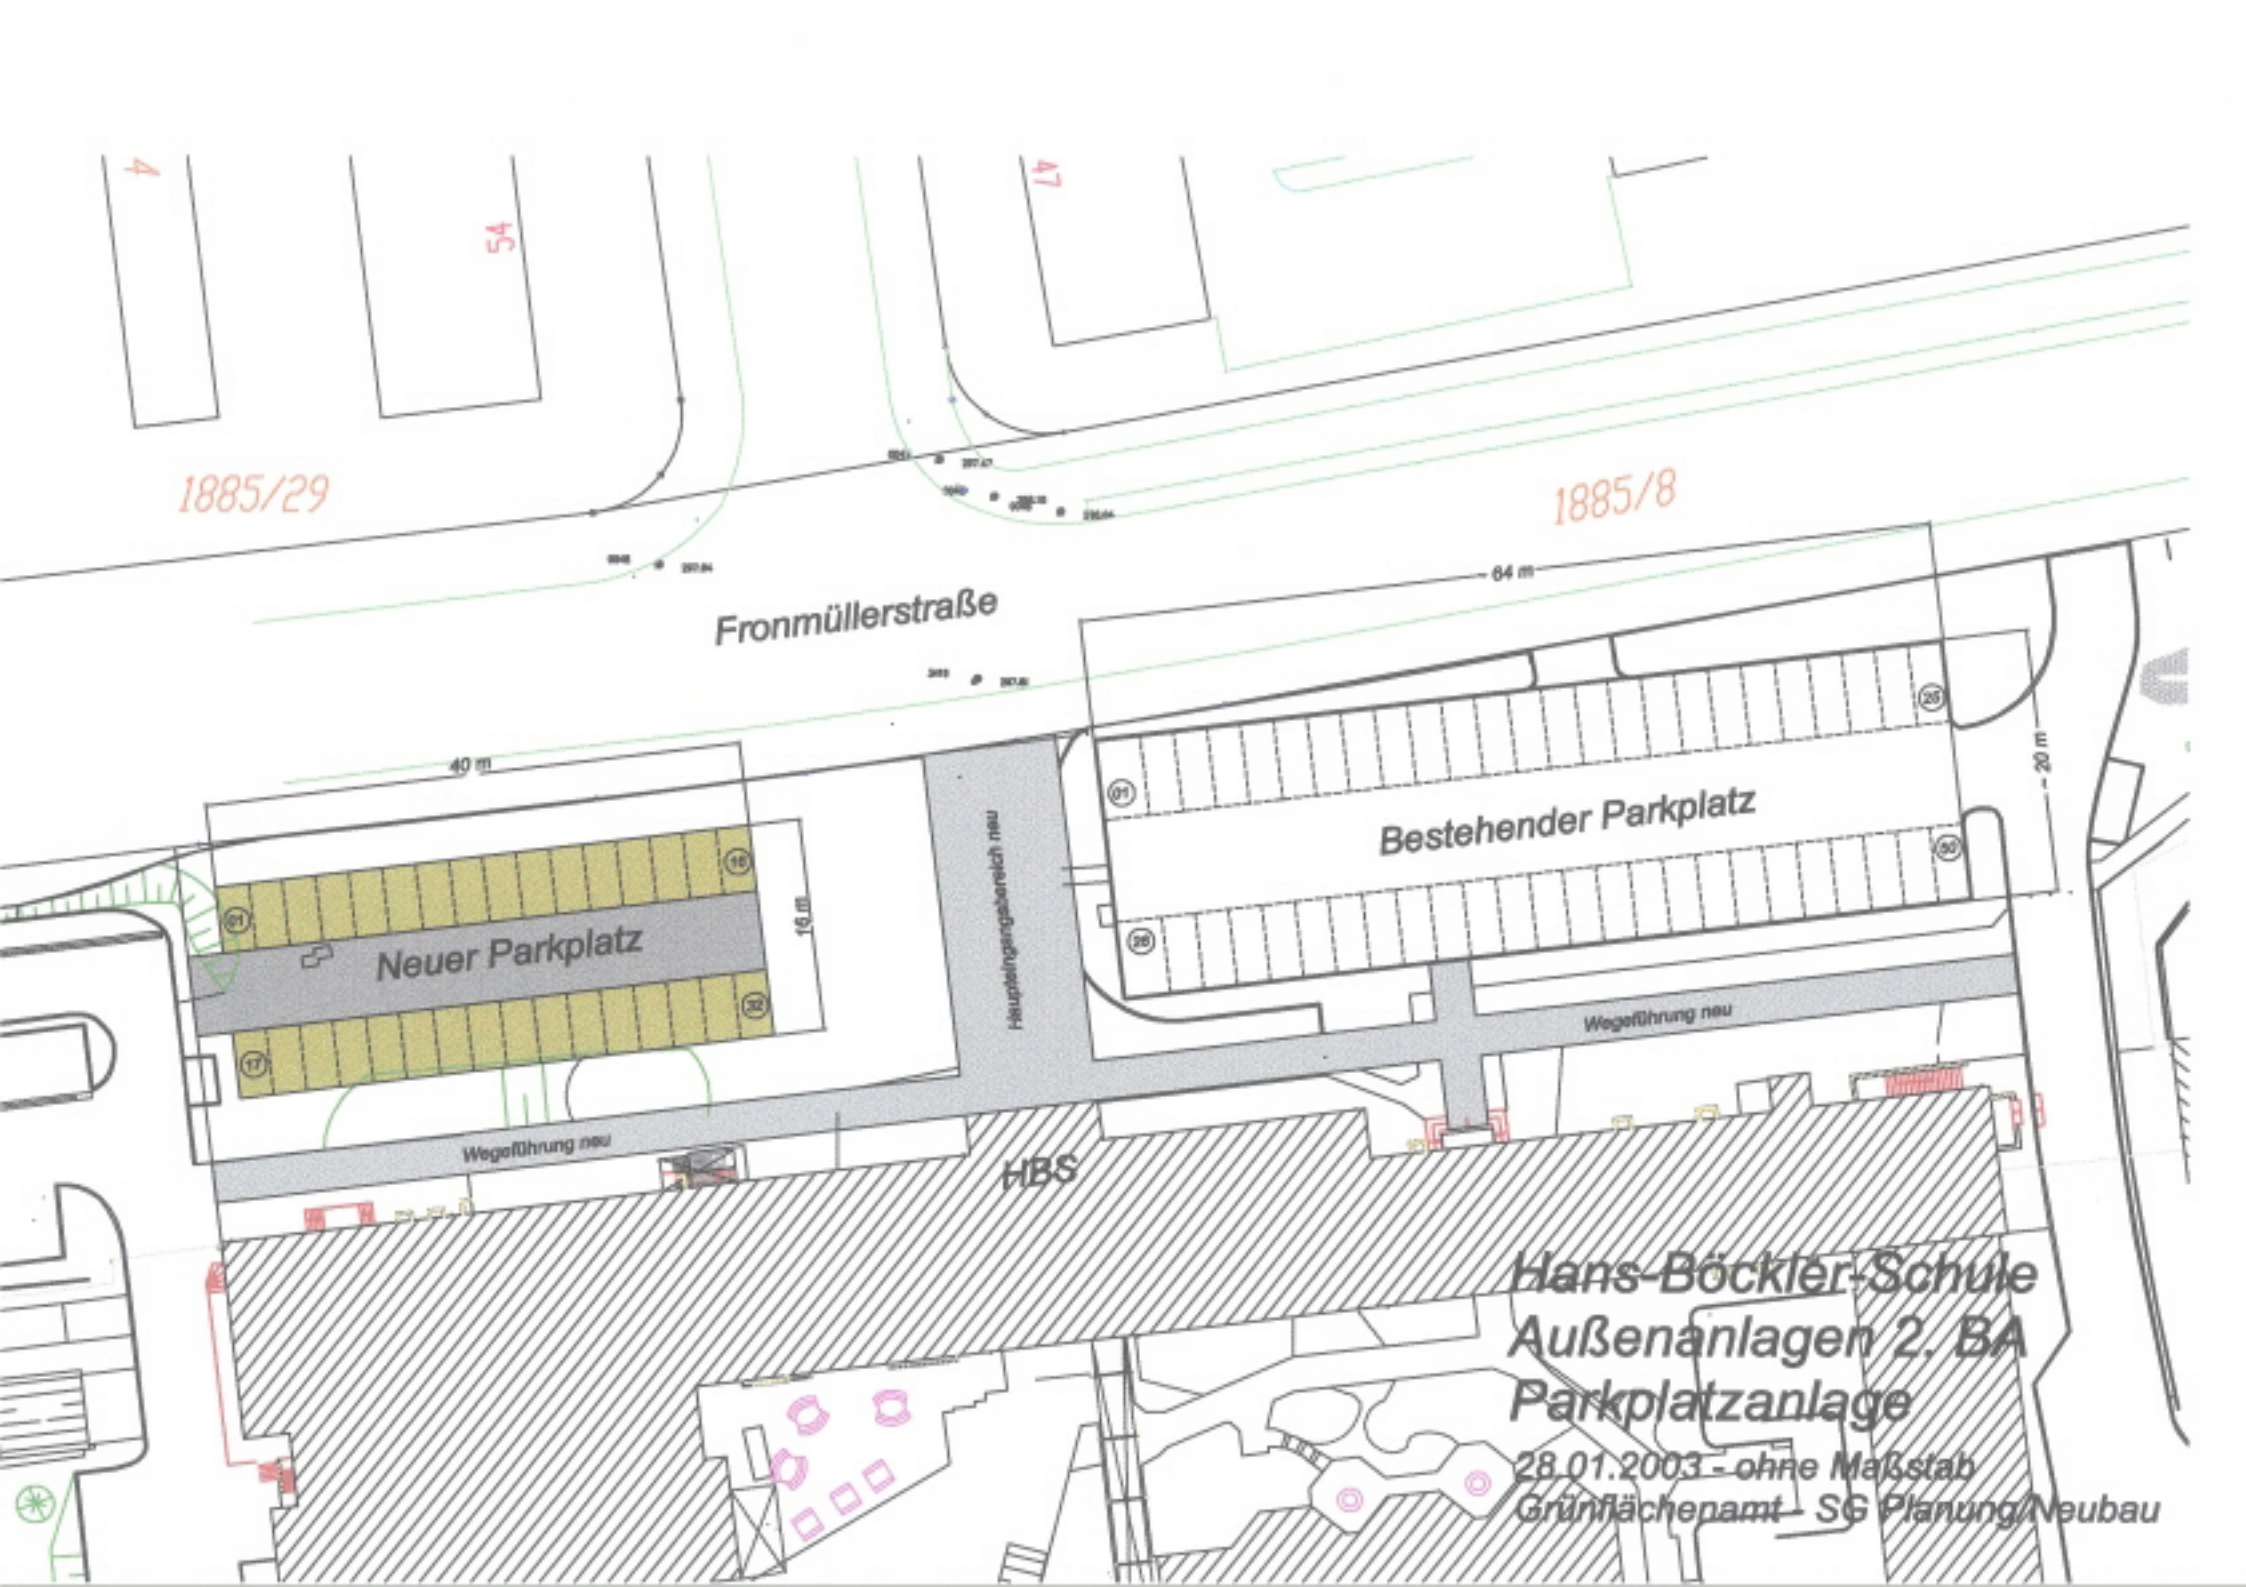 4
54
47
1885/29
1885/8
64 m
Fronmüllerstraße
40 m
20 m
25
01
Bestehender Parkplatz
50
26
16
01
16 m
Neuer Parkplatz
32
17
Haupteingangsbereich neu
Wegeführung neu
Wegeführung neu
HBS
Hans-Böckler-Schule
Außenanlagen 2. BA
Parkplatzanlage
28.01.2003 - ohne Maßstab
Grünflächenamt - SG Planung/Neubau